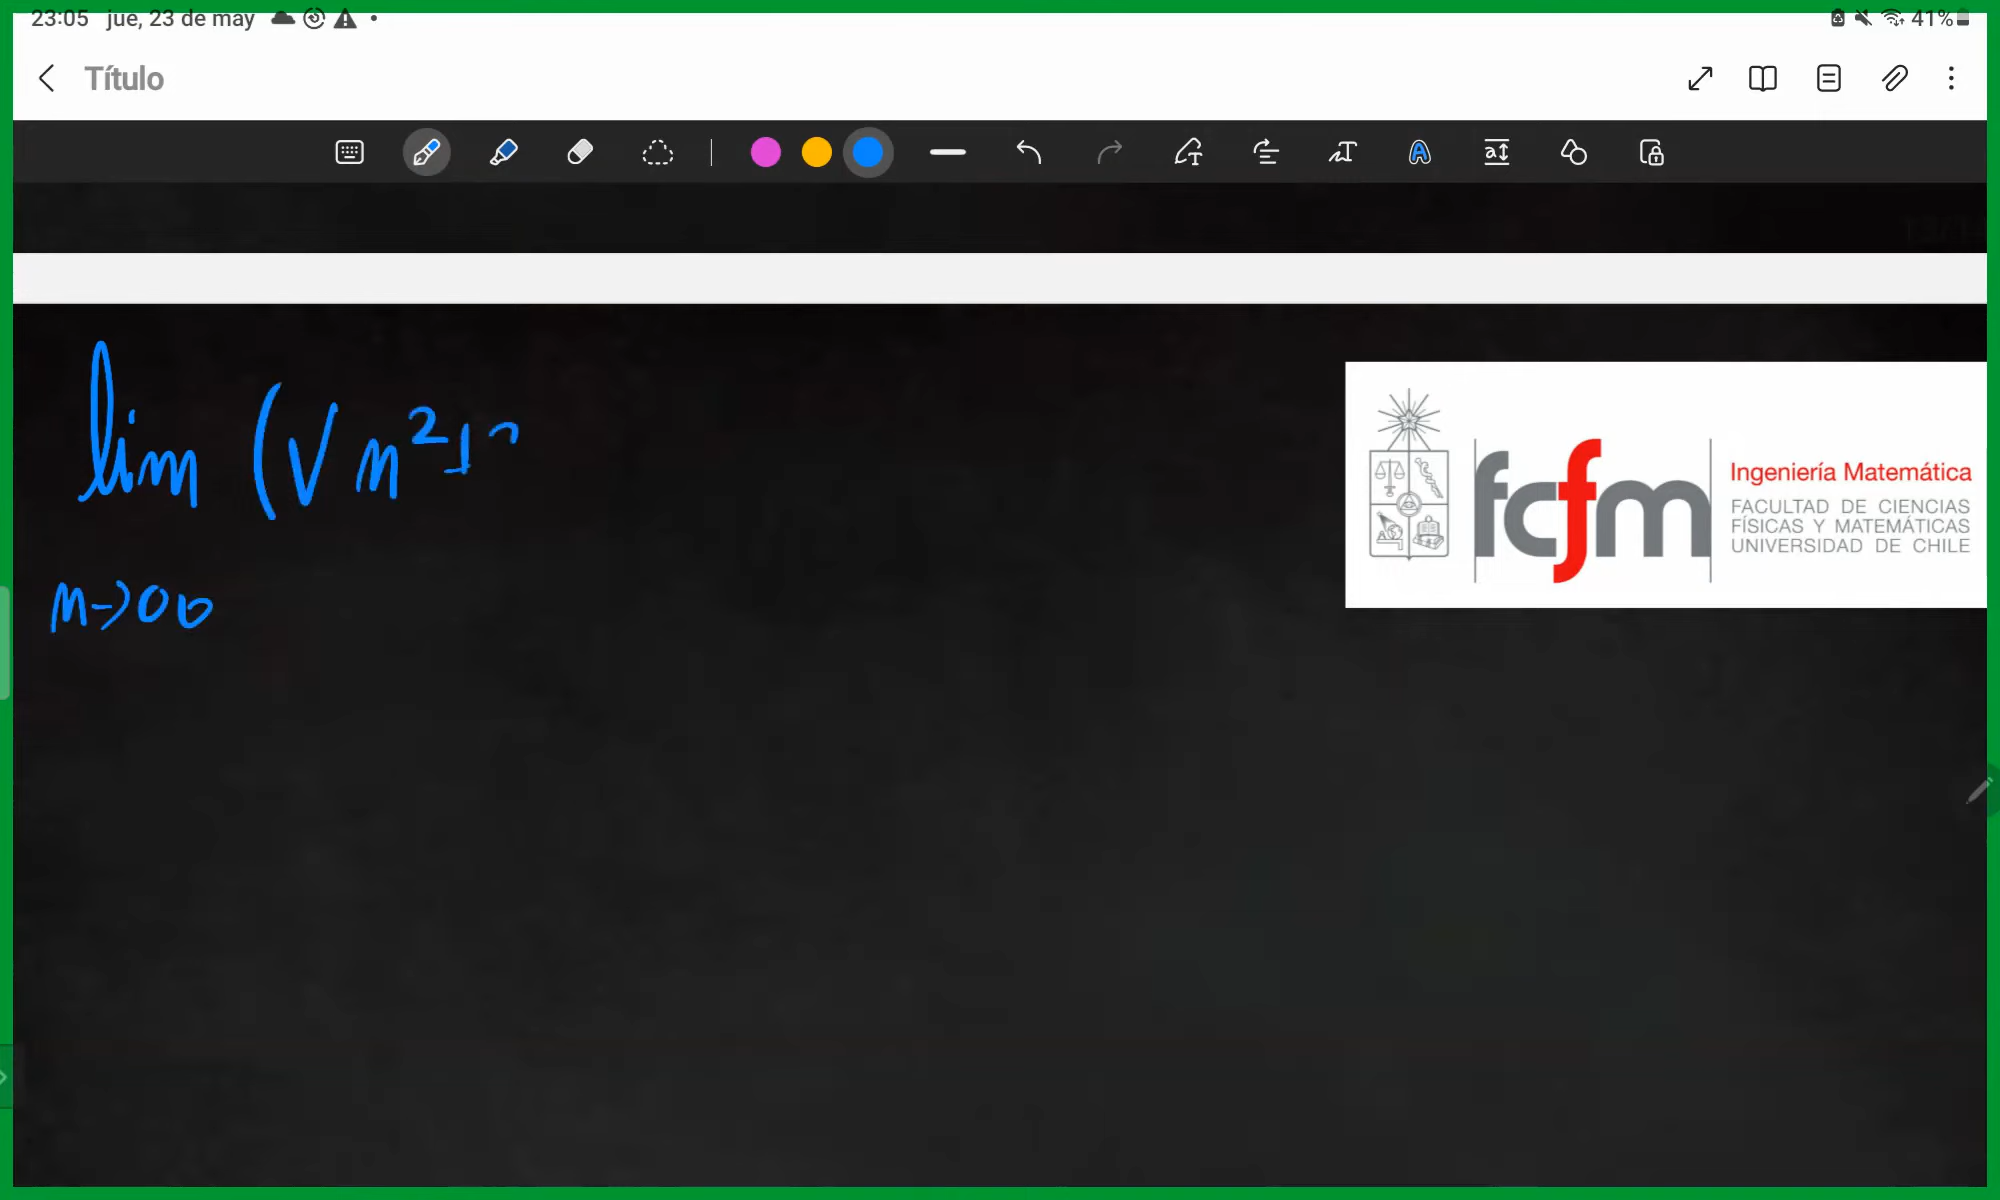 23:05 jue, 23 de may
41%
Título
lim (√ n²+
n→∞
fcfm
Ingeniería Matemática
FACULTAD DE CIENCIAS
FÍSICAS Y MATEMÁTICAS
UNIVERSIDAD DE CHILE